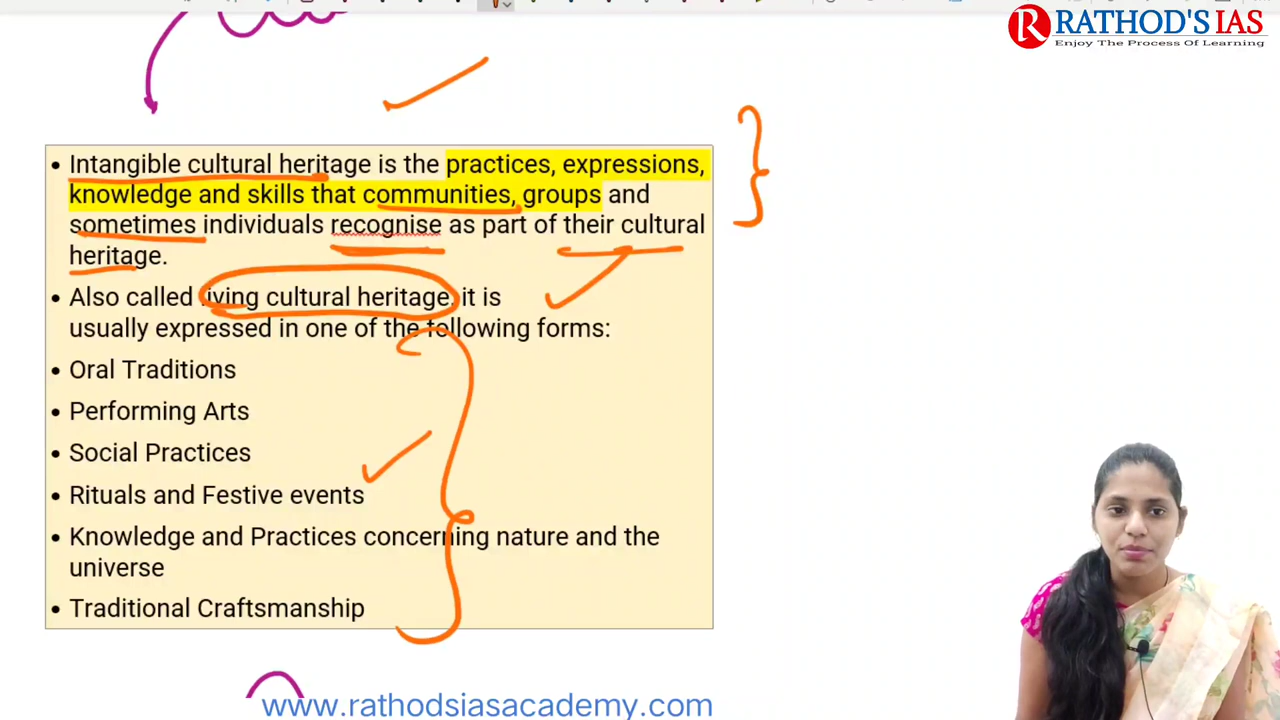 RATHOD'S IAS
Enjoy The Process Of Learning
• Intangible cultural heritage is the practices, expressions,
knowledge and skills that communities, groups and
sometimes individuals recognise as part of their cultural
heritage.
• Also called living cultural heritage, it is
usually expressed in one of the following forms:
• Oral Traditions
• Performing Arts
• Social Practices
• Rituals and Festive events
• Knowledge and Practices concerning nature and the
universe
• Traditional Craftsmanship
www.rathodsiasacademy.com